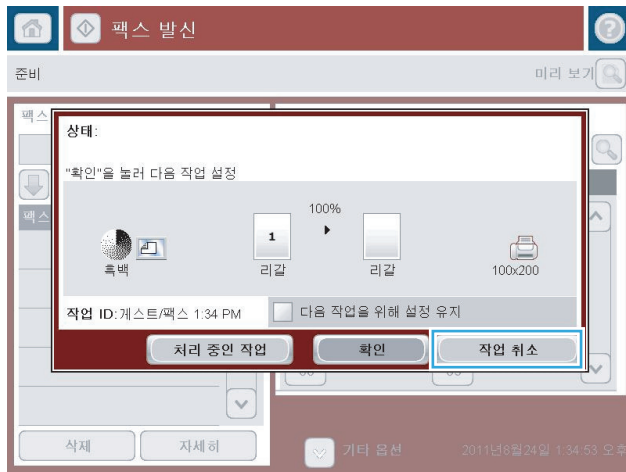 팩스 발신
준비
미리 보기
팩스
상태:
"확인"을 눌러 다음 작업 설정
팩스
100%
1
흑백
리갈
리갈
100x200
작업 ID:게스트/팩스 1:34 PM
다음 작업을 위해 설정 유지
처리 중인 작업
확인
작업 취소
삭제
자세히
기타 옵션
2011년8월24일 1:34:53 오후